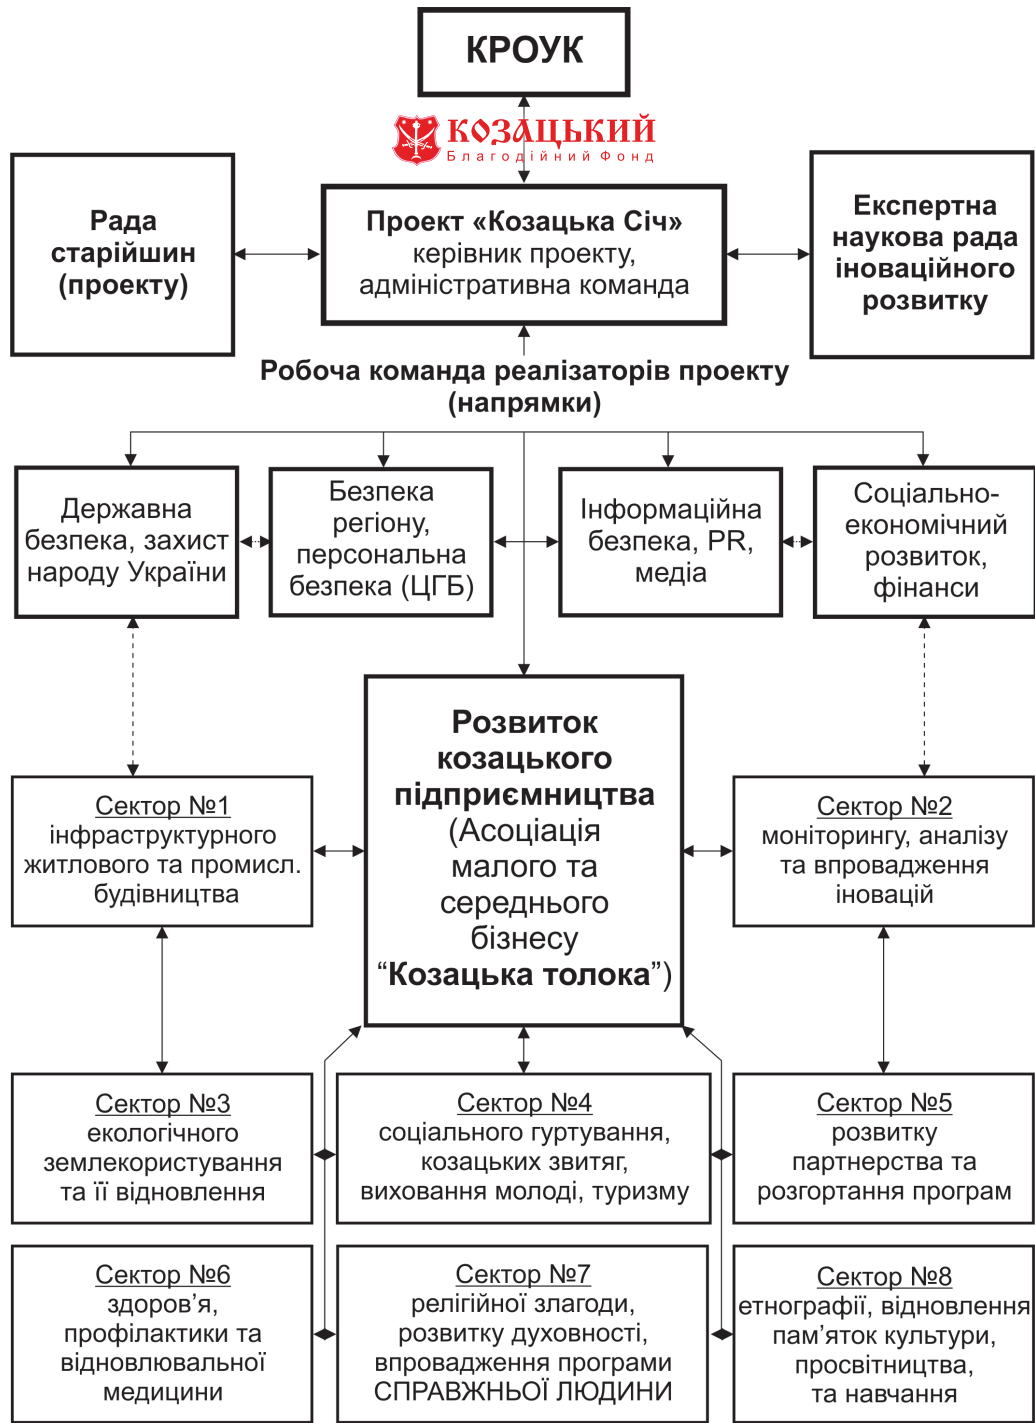 КРОУК
КОЗАЦЬКИЙ
Благодійний Фонд
Рада
старійшин
(проекту)
Проект «Козацька Січ»
керівник проекту,
адміністративна команда
Експертна
наукова рада
іноваційного
розвитку
Робоча команда реалізаторів проекту
(напрямки)
Державна
безпека, захист
народу України
Безпека
регіону,
персональна
безпека (ЦГБ)
Інформаційна
безпека, PR,
медіа
Соціально-
економічний
розвиток,
фінанси
Розвиток
козацького
підприємництва
(Асоціація
малого та
середнього
бізнесу
“Козацька толока”)
Сектор №1
інфраструктурного
житлового та промисл.
будівництва
Сектор №2
моніторингу, аналізу
та впровадження
іновацій
Сектор №3
екологічного
землекористування
та її відновлення
Сектор №4
соціального гуртування,
козацьких звитяг,
виховання молоді, туризму
Сектор №5
розвитку
партнерства та
розгортання програм
Сектор №6
здоров’я,
профілактики та
відновлювальної
медицини
Сектор №7
релігійної злагоди,
розвитку духовності,
впровадження програми
СПРАВЖНЬОЇ ЛЮДИНИ
Сектор №8
етнографії, відновлення
пам’яток культури,
просвітництва,
та навчання